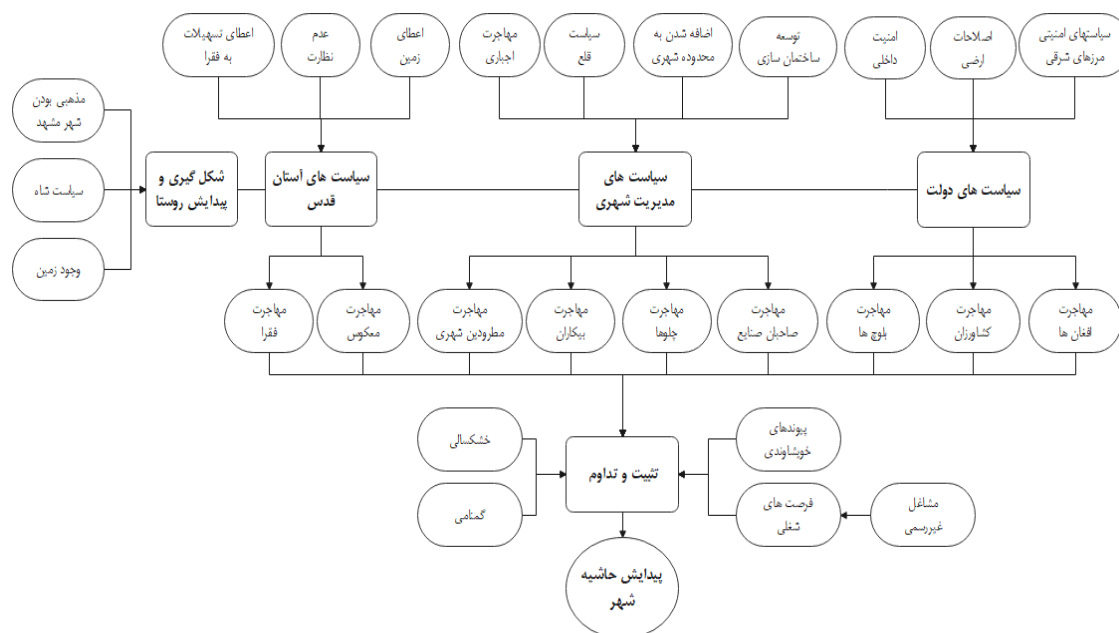 سیاستهای امنیتی
مرزهای شرقی
اصلاحات
ارضی
امنیت
داخلی
توسعه
ساختمان سازی
اضافه شدن به
محدوده شهری
سیاست
قلع
مهاجرت
اجباری
اعطای
زمین
عدم
نظارت
اعطای تسهیلات
به فقرا
مذهبی بودن
شهر مشهد
سیاست شاه
وجود زمین
سیاست های دولت
سیاست های
مدیریت شهری
سیاست های آستان
قدس
شکل گیری و
پیدایش روستا
مهاجرت
افغان ها
مهاجرت
کشاورزان
مهاجرت
بلوچ ها
مهاجرت
صاحبان صنایع
مهاجرت
چلوها
مهاجرت
بیکاران
مهاجرت
مطرودین شهری
مهاجرت
معکوس
مهاجرت
فقرا
پیوندهای
خویشاوندی
خشکسالی
تثبیت و تداوم
مشاغل
غیررسمی
فرصت های
شغلی
گمنامی
پیدایش حاشیه
شهر